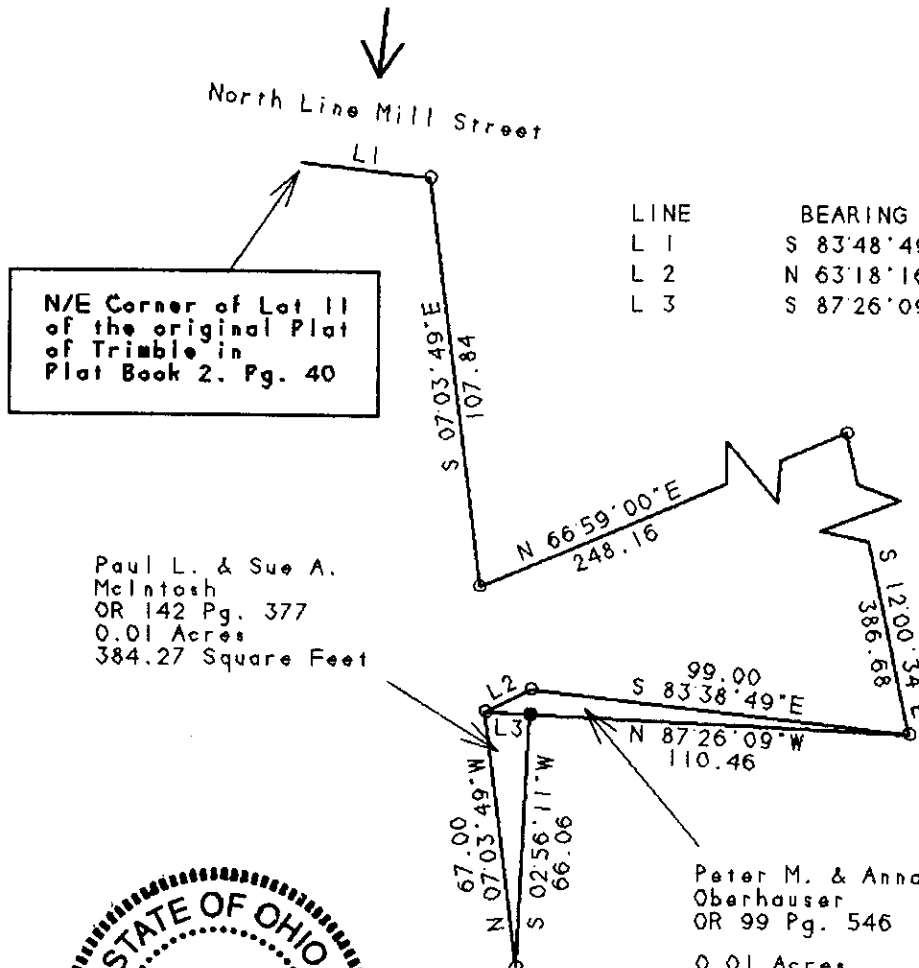 North Line Mill Street
L1
LINE BEARING
L 1 S 83°48'49
L 2 N 63°18'16
L 3 S 87°26'09
N/E Corner of Lot 11
of the original Plat
of Trimble in
Plat Book 2. Pg. 40
S 07°03'49"E
107.84
N 66°59'00"E
248.16
S 12°00'34"E
386.68
Paul L. & Sue A.
McIntosh
OR 142 Pg. 377
0.01 Acres
384.27 Square Feet
L2
99.00
S 83°38'49"E
L3
N 87°26'09"W
110.46
67.00
N 07°03'49"W
S 02°56'11"W
66.06
Peter M. & Anna
Oberhauser
OR 99 Pg. 546
0.01 Acres
STATE OF OHIO